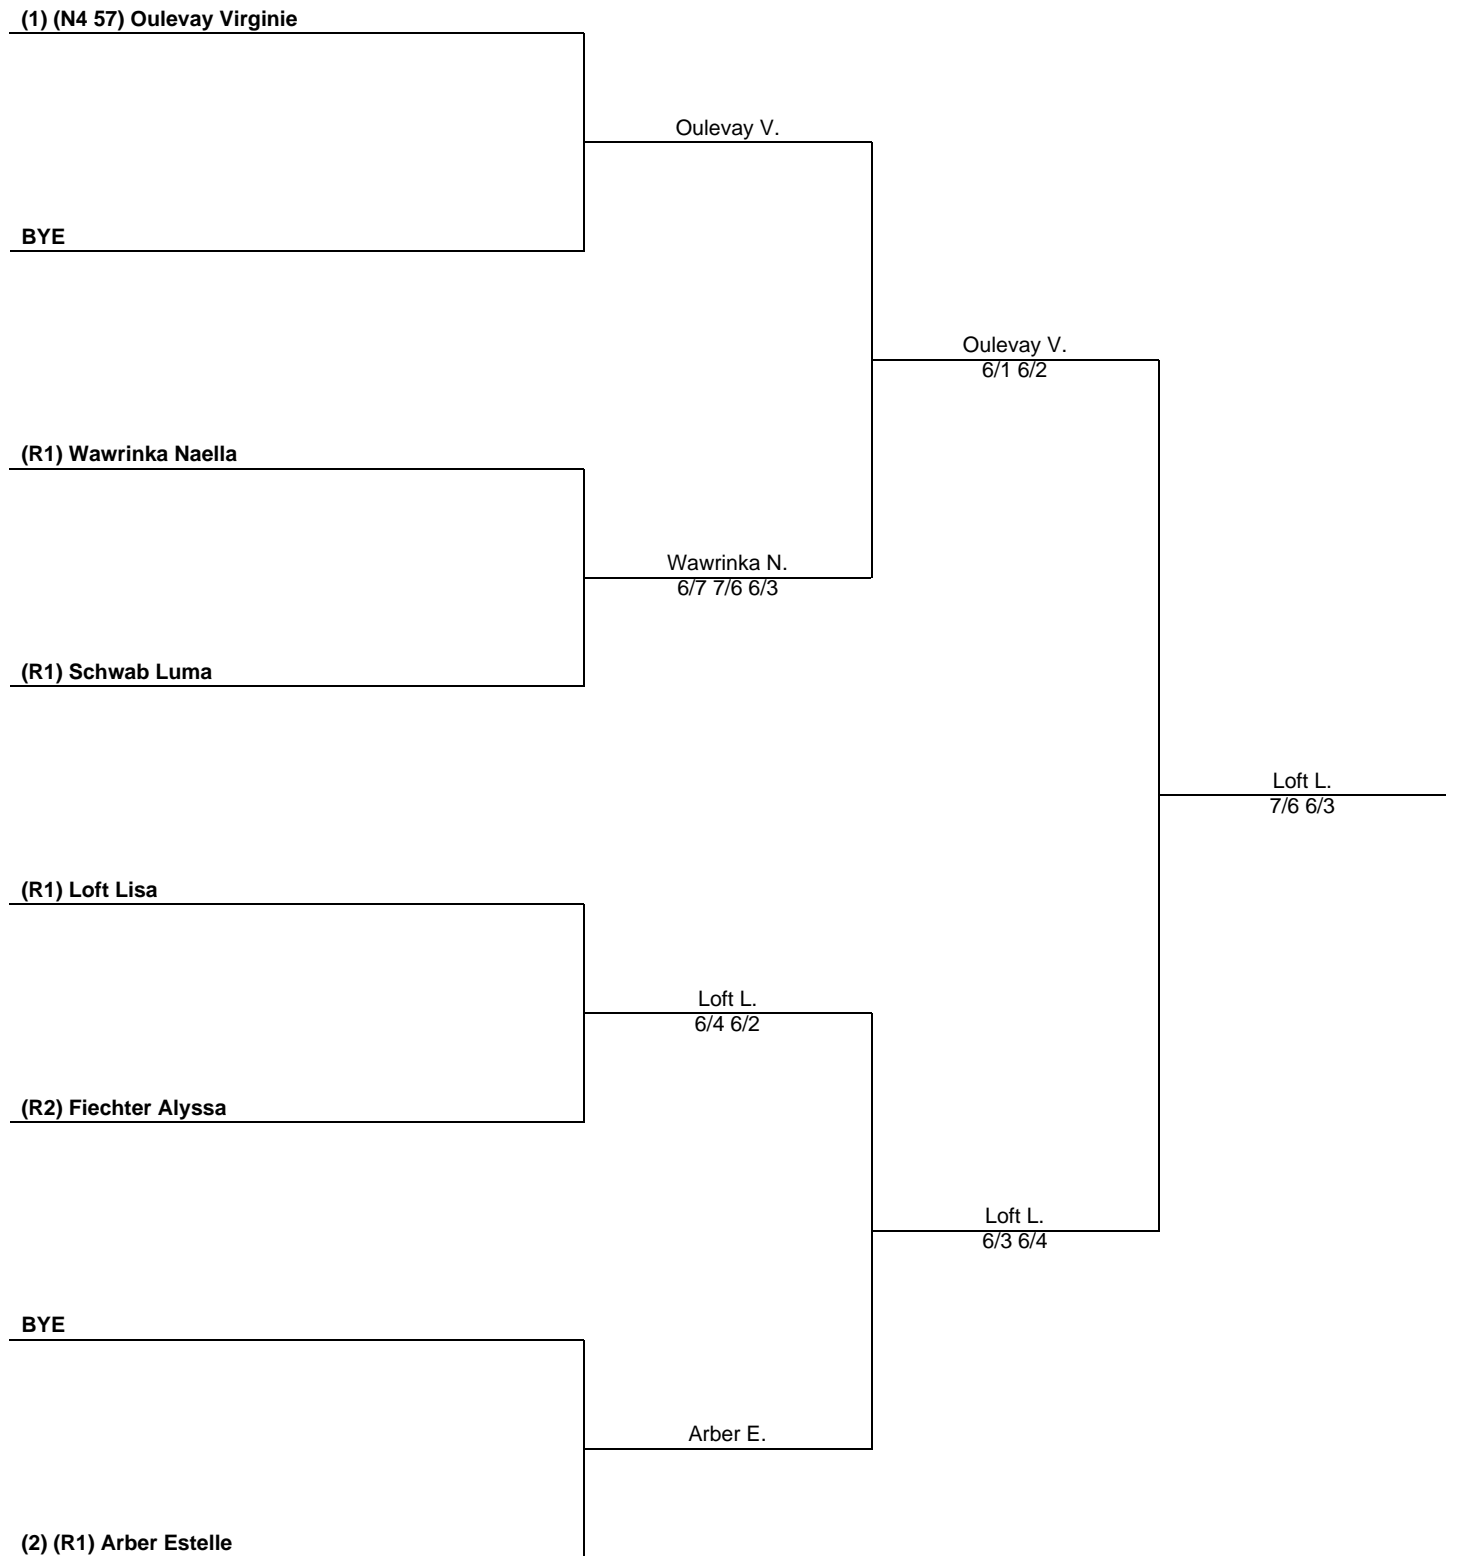 (1) (N4 57) Oulevay Virginie
Oulevay V.
BYE
Oulevay V.
6/1 6/2
(R1) Wawrinka Naella
Wawrinka N.
6/7 7/6 6/3
(R1) Schwab Luma
Loft L.
7/6 6/3
(R1) Loft Lisa
Loft L.
6/4 6/2
(R2) Fiechter Alyssa
Loft L.
6/3 6/4
BYE
Arber E.
(2) (R1) Arber Estelle